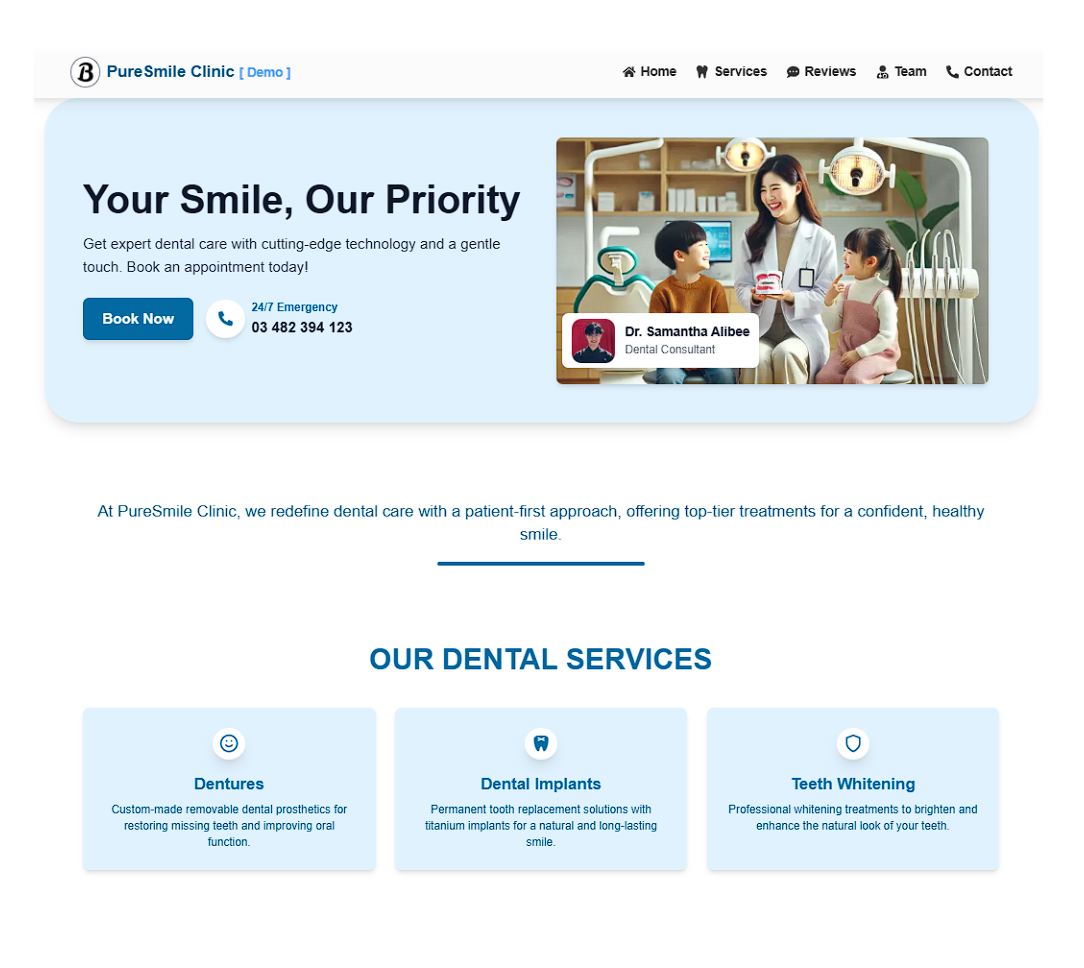 B PureSmile Clinic [ Demo ]
Home Services Reviews Team Contact
Your Smile, Our Priority
Get expert dental care with cutting-edge technology and a gentle
touch. Book an appointment today!
Book Now
24/7 Emergency
03 482 394 123
Dr. Samantha Alibee
Dental Consultant
At PureSmile Clinic, we redefine dental care with a patient-first approach, offering top-tier treatments for a confident, healthy
smile.
OUR DENTAL SERVICES
Dentures
Custom-made removable dental prosthetics for
restoring missing teeth and improving oral
function.
Dental Implants
Permanent tooth replacement solutions with
titanium implants for a natural and long-lasting
smile.
Teeth Whitening
Professional whitening treatments to brighten and
enhance the natural look of your teeth.